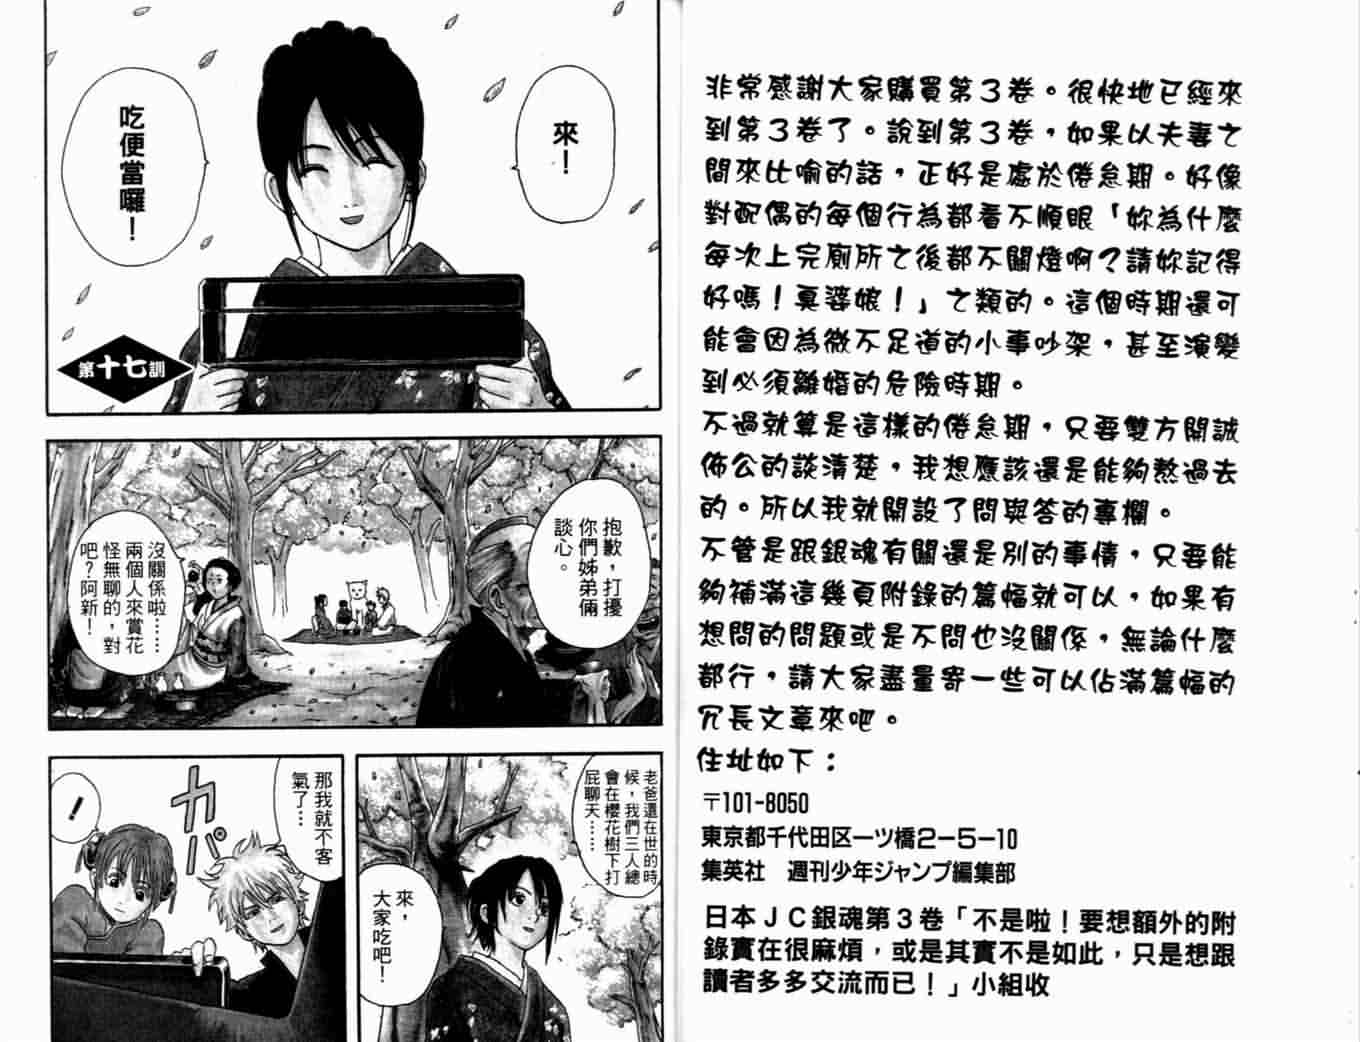 非常感謝大家購買第３卷。很快地已經來
到第３卷了。說到第３卷，如果以夫妻之
間來比喻的話，正好是處於倦怠期。好像
對配偶的每個行為都看不順眼「妳為什麼
每次上完廁所之後都不關燈啊？請妳記得
好嗎！臭婆娘！」之類的。這個時期還可
能會因為微不足道的小事吵架，甚至演變
到必須離婚的危險時期。
不過就算是這樣的倦怠期，只要雙方開誠
佈公的談清楚，我想應該還是能夠熬過去
的。所以我就開設了問與答的專欄。
不管是跟銀魂有關還是別的事情，只要能
夠補滿這幾頁附錄的篇幅就可以，如果有
想問的問題或是不問也沒關係，無論什麼
都行，請大家盡量寄一些可以佔滿篇幅的
冗長文章來吧。
住址如下：
〒101-8050
東京都千代田区一ツ橋2－5－10
集英社　週刊少年ジャンプ編集部
日本ＪＣ銀魂第３卷「不是啦！要想額外的附
錄實在很麻煩，或是其實不是如此，只是想跟
讀者多多交流而已！」小組收
來！
吃便當囉！
第十七訓
抱歉，打擾
你們姊弟倆
談心。
沒關係啦……
兩個人來賞花
怪無聊的，對
吧？阿新！
老爸還在世的時
候，我們三人總
會在櫻花樹下打
屁聊天……
來，
大家吃吧！
那我就不客
氣了…
カパ
！